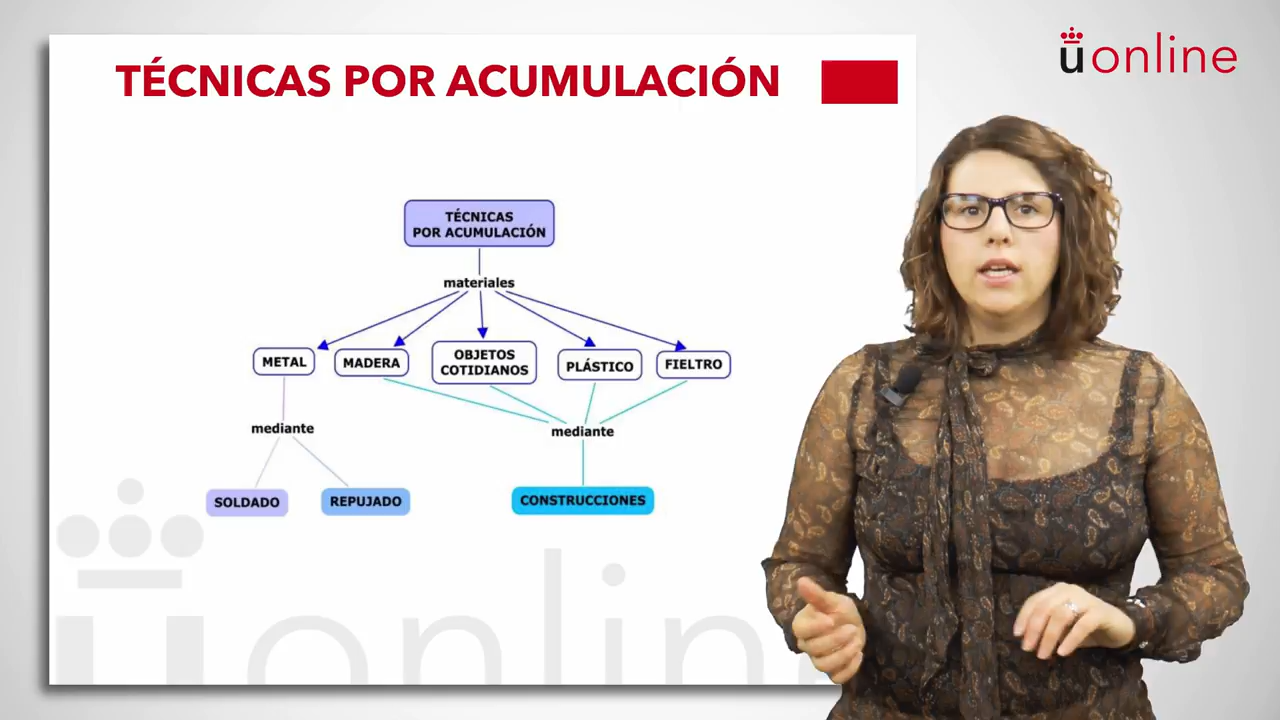 TÉCNICAS POR ACUMULACIÓN
ü online
TÉCNICAS
POR ACUMULACIÓN
materiales
METAL
MADERA
OBJETOS
COTIDIANOS
PLÁSTICO
FIELTRO
mediante
mediante
SOLDADO
REPUJADO
CONSTRUCCIONES
ü online